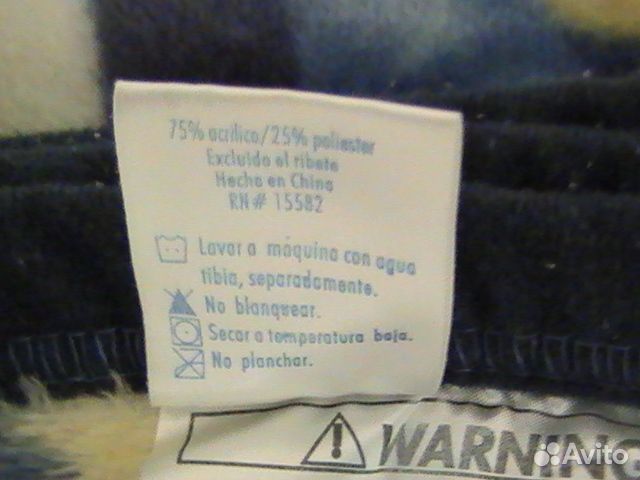 75% acrilico/25% poliester
Excluido el ribete
Hecho en China
RN# 15582
Lavar a máquina con agua
tibia, separadamente.
No blanquear.
Secar a temperatura baja.
No planchar.
WARNING
Avito